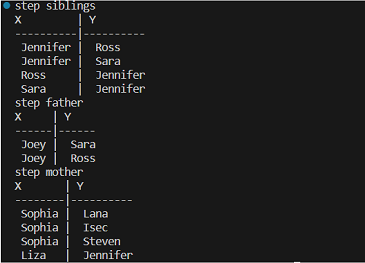 step siblings
X         | Y
----------|----------
 Jennifer |  Ross
 Jennifer |  Sara
 Ross     |  Jennifer
 Sara     |  Jennifer
step father
X     | Y
------|------
 Joey |  Sara
 Joey |  Ross
step mother
X       | Y
--------|----------
 Sophia |  Lana
 Sophia |  Isec
 Sophia |  Steven
 Liza   |  Jennifer